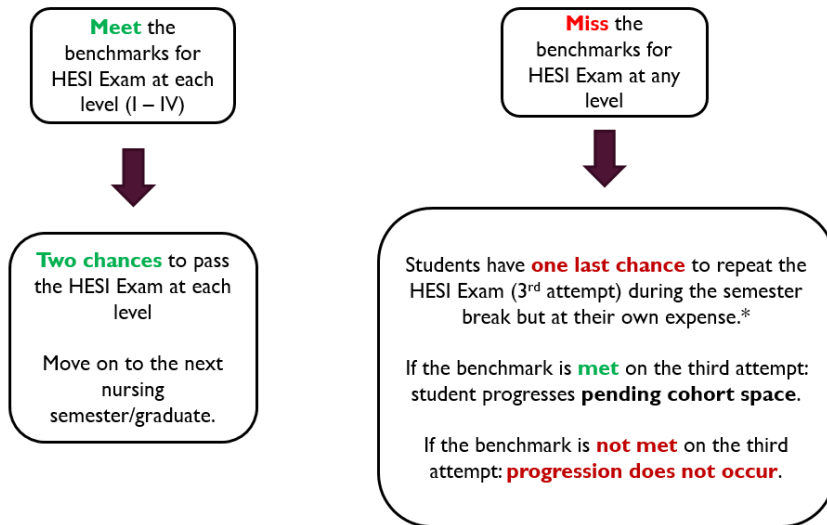 Meet the
benchmarks for
HESI Exam at each
level (I – IV)
Two chances to pass
the HESI Exam at each
level
Move on to the next
nursing
semester/graduate.
Miss the
benchmarks for
HESI Exam at any
level
Students have one last chance to repeat the
HESI Exam (3rd attempt) during the semester
break but at their own expense.*
If the benchmark is met on the third attempt:
student progresses pending cohort space.
If the benchmark is not met on the third
attempt: progression does not occur.